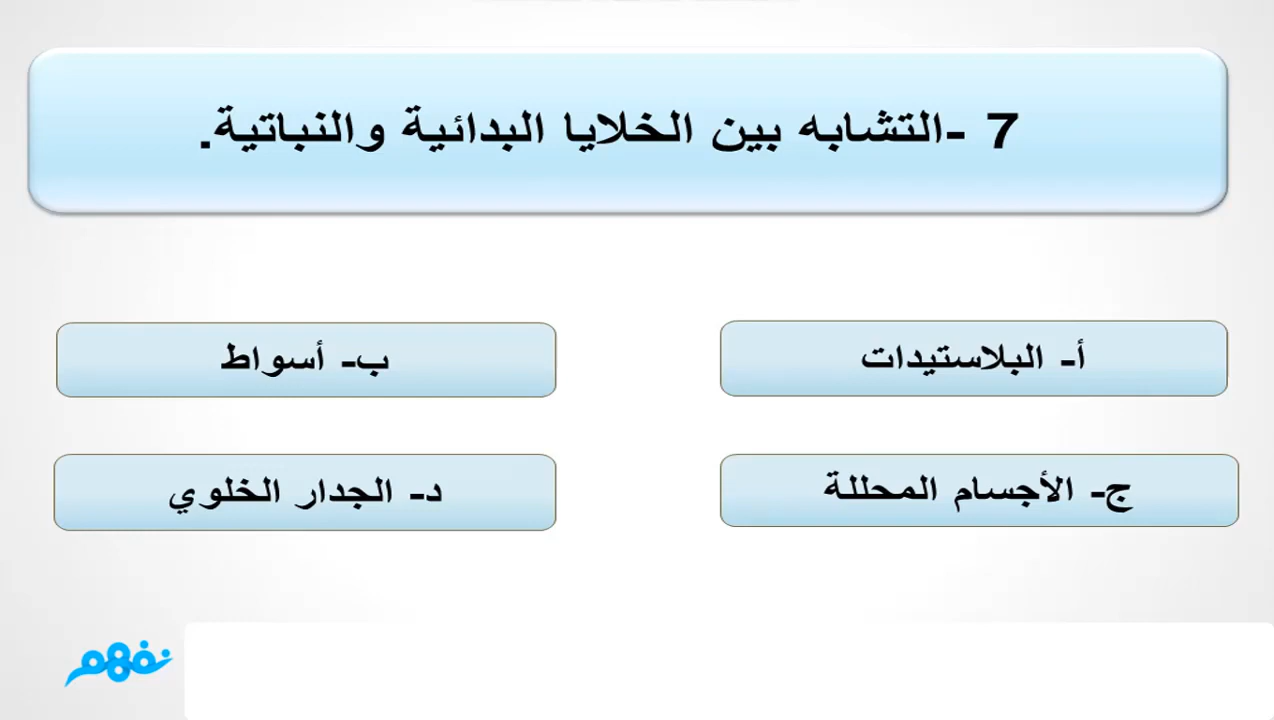 7 -التشابه بين الخلايا البدائية والنباتية.
أ- البلاستيدات
ب- أسواط
ج- الأجسام المحللة
د- الجدار الخلوي
نفهم